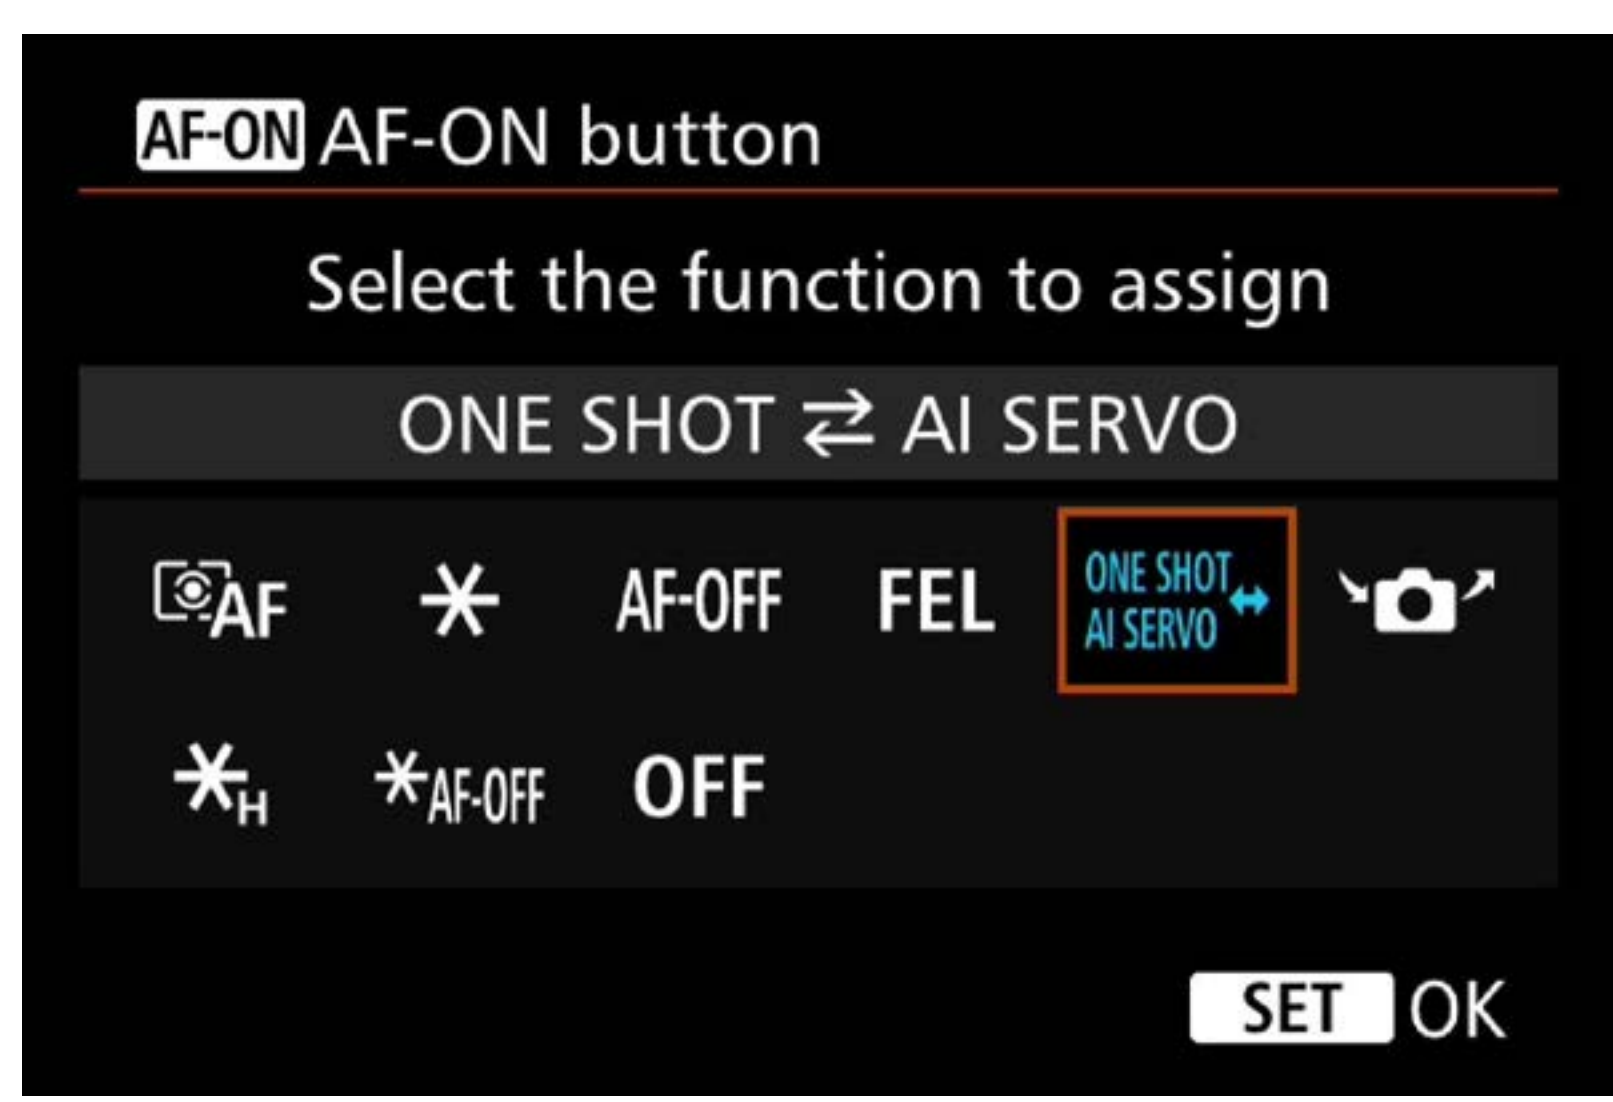 AF-ON AF-ON button
Select the function to assign
ONE SHOT ⇄ AI SERVO
AF * AF-OFF FEL ONE SHOT AI SERVO ↔
*H *AF-OFF OFF
SET OK